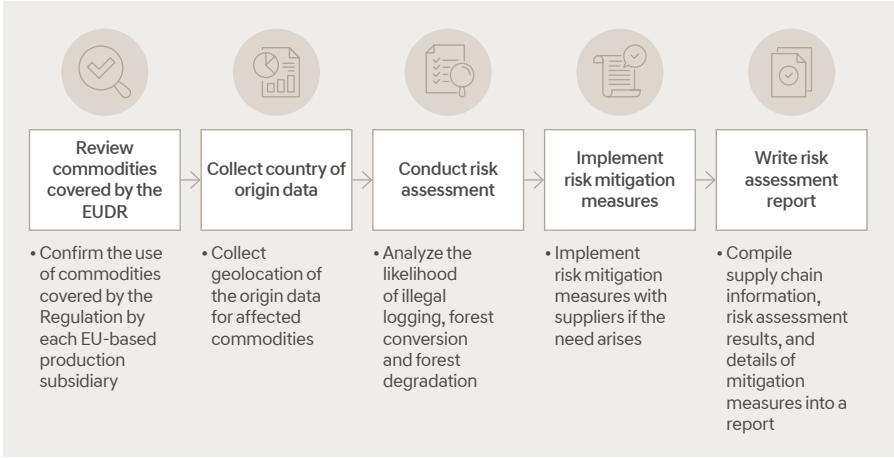 Review
commodities
covered by the
EUDR
Collect country of
origin data
Conduct risk
assessment
Implement
risk mitigation
measures
Write risk
assessment
report
• Confirm the use
of commodities
covered by the
Regulation by
each EU-based
production
subsidiary
• Collect
geolocation of
the origin data
for affected
commodities
• Analyze the
likelihood
of illegal
logging, forest
conversion
and forest
degradation
• Implement
risk mitigation
measures with
suppliers if the
need arises
• Compile
supply chain
information,
risk assessment
results, and
details of
mitigation
measures into a
report